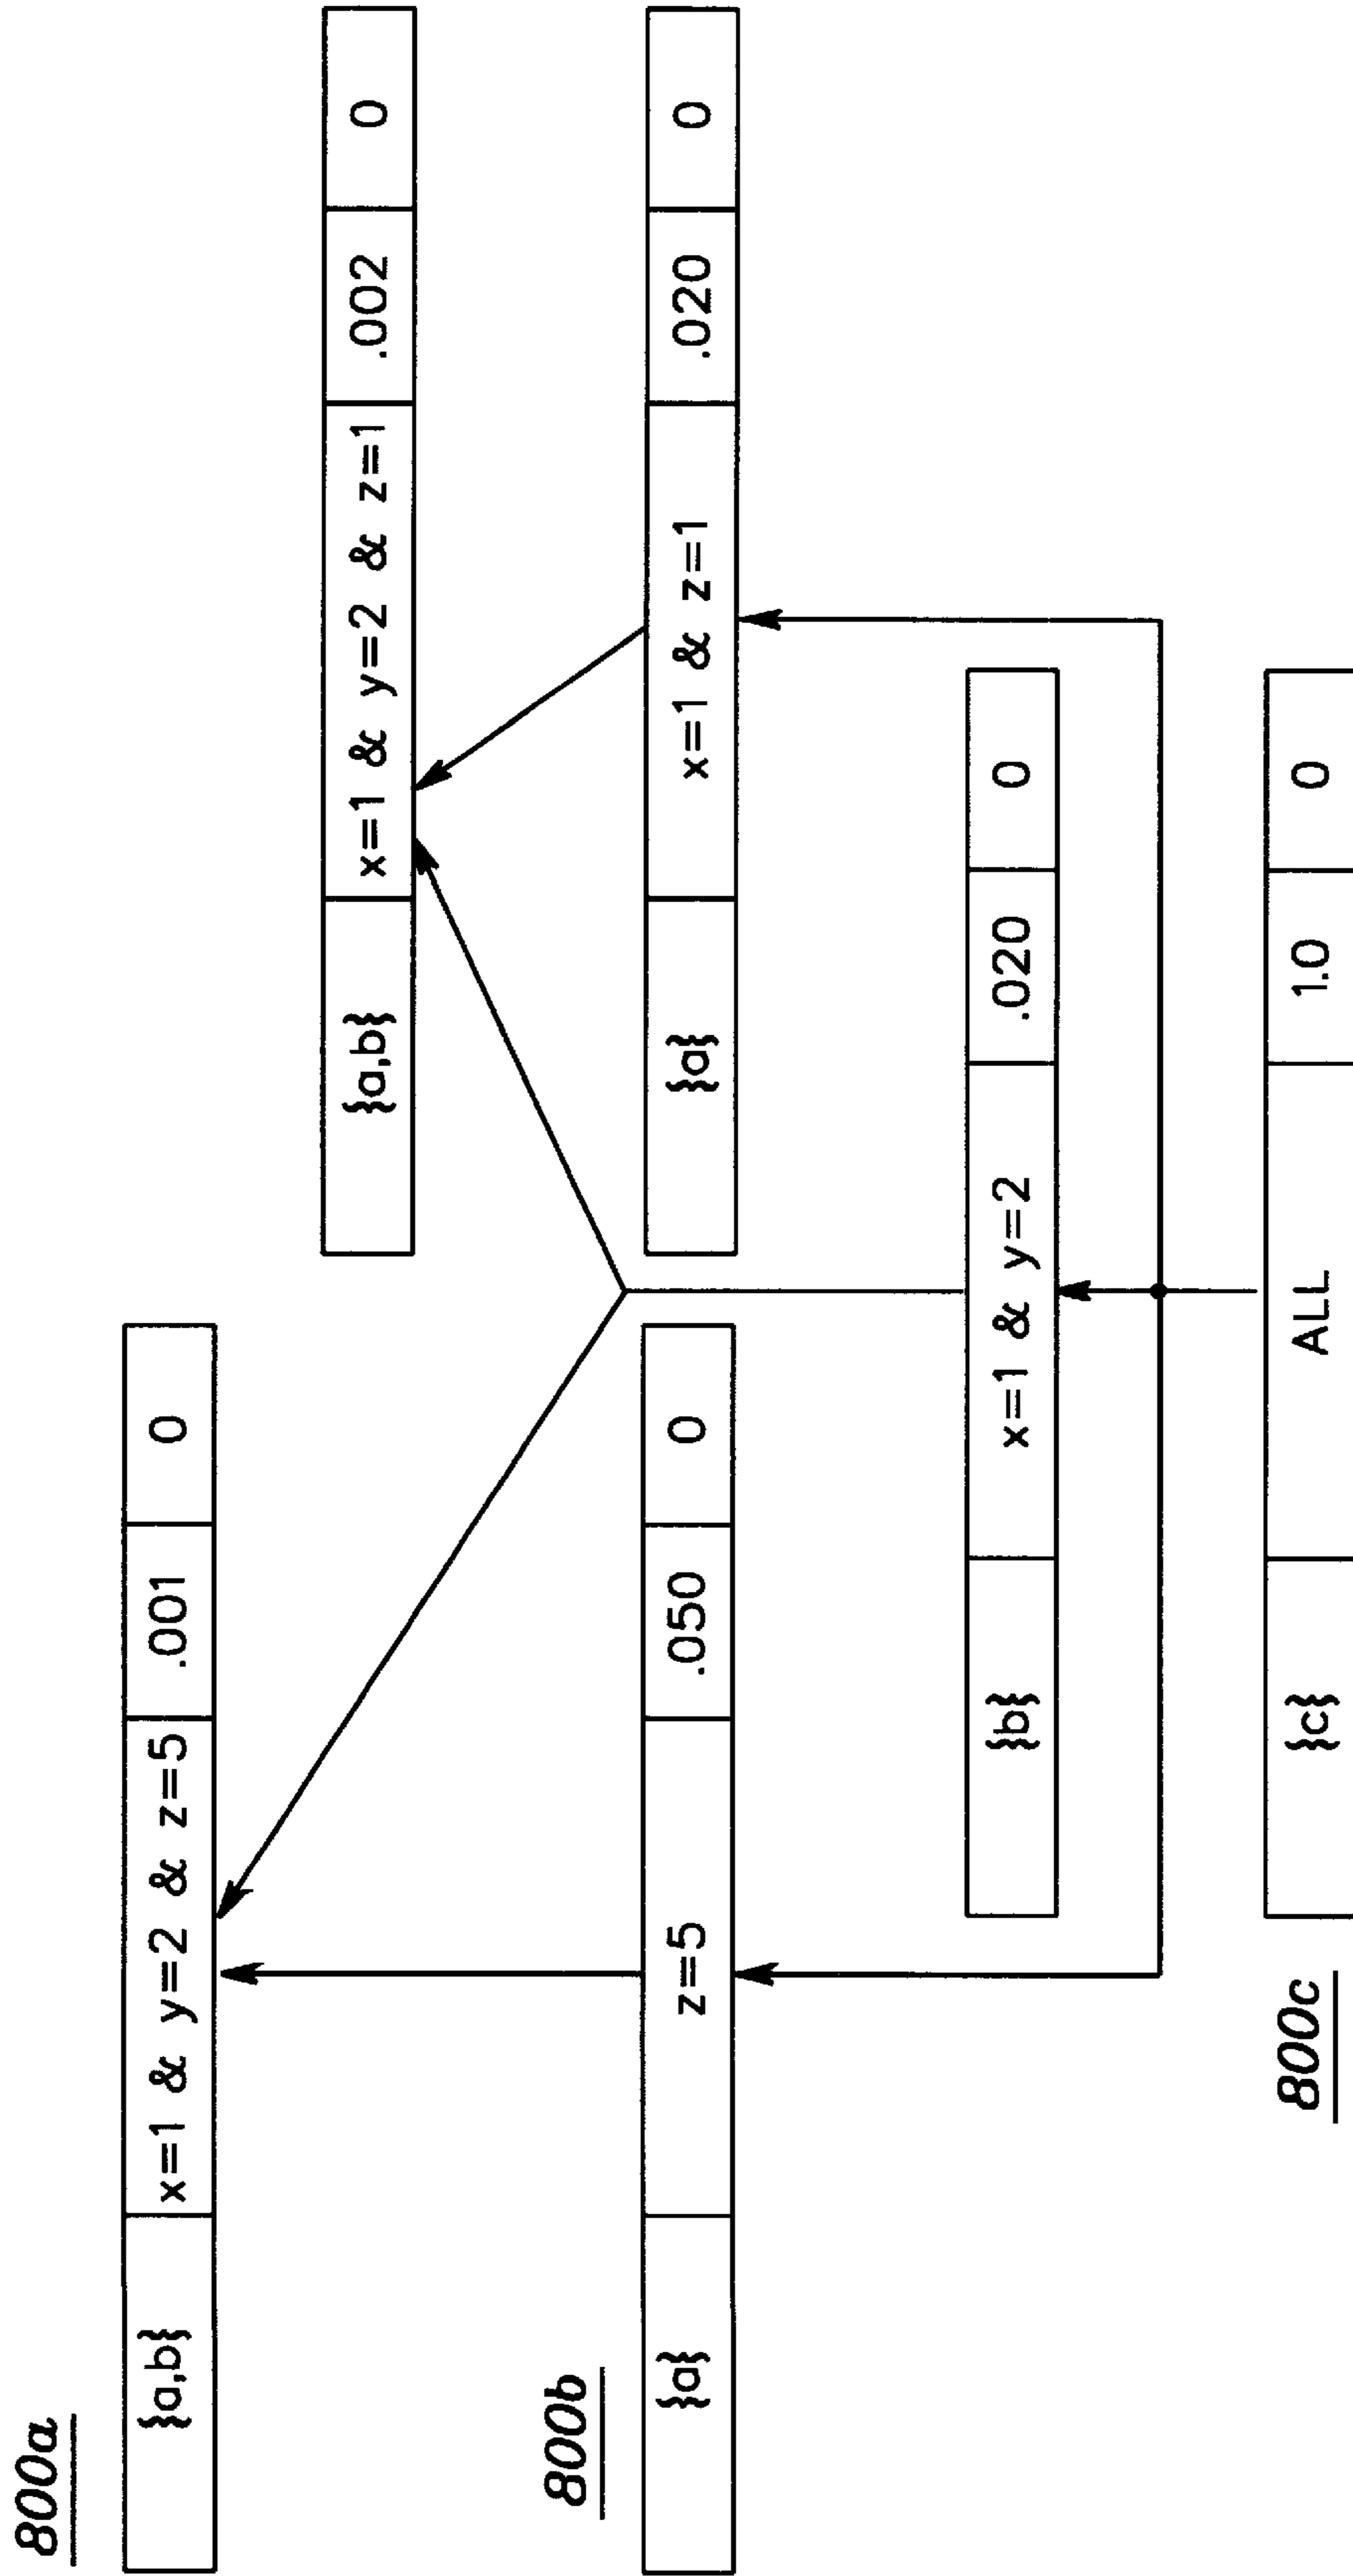 800a
{a,b} x=1 & y=2 & z=5 .001 0
{a,b} x=1 & y=2 & z=1 .002 0
800b
{a} z=5 .050 0
{a} x=1 & z=1 .020 0
{b} x=1 & y=2 .020 0
800c
{c} ALL 1.0 0